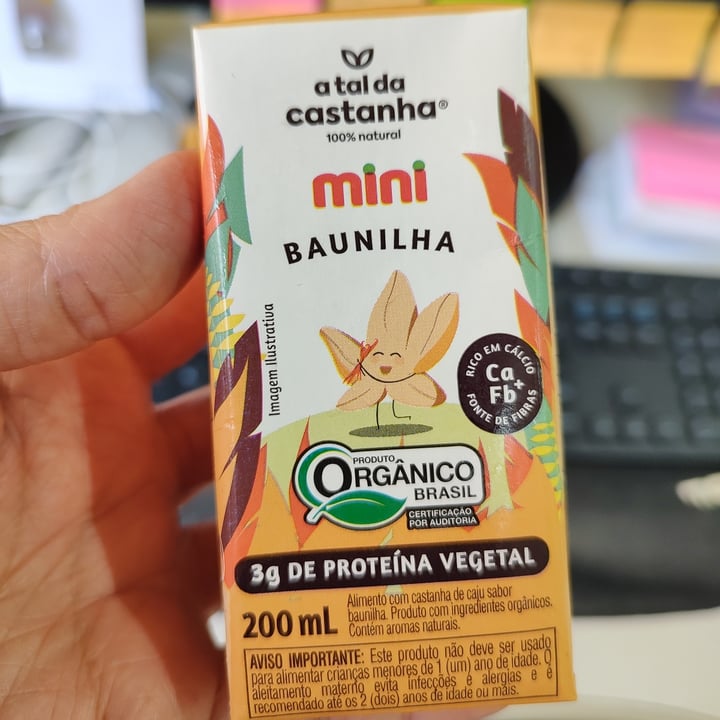 a tal da
castanha®
100% natural
mini
BAUNILHA
Imagem Ilustrativa
RICO EM CÁLCIO
Ca+
Fb
FONTE DE FIBRAS
PRODUTO
ORGÂNICO
BRASIL
CERTIFICAÇÃO
POR AUDITORIA
3g DE PROTEÍNA VEGETAL
200 mL
Alimento com castanha de caju sabor
baunilha. Produto com ingredientes orgânicos.
Contém aromas naturais.
AVISO IMPORTANTE: Este produto não deve ser usado
para alimentar crianças menores de 1 (um) ano de idade. O
aleitamento materno evita infecções e alergias e é
recomendado até os 2 (dois) anos de idade ou mais.